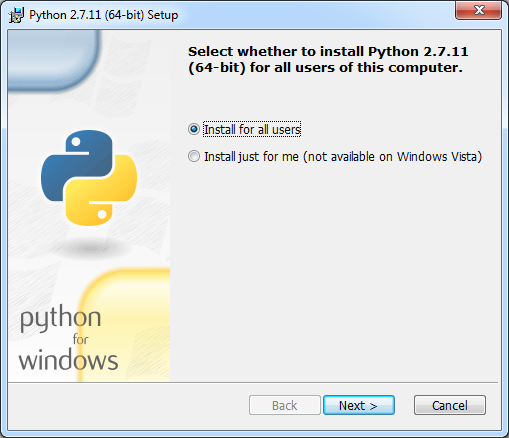 Python 2.7.11 (64-bit) Setup
Select whether to install Python 2.7.11
(64-bit) for all users of this computer.
Install for all users
Install just for me (not available on Windows Vista)
python
for
windows
Back
Next >
Cancel